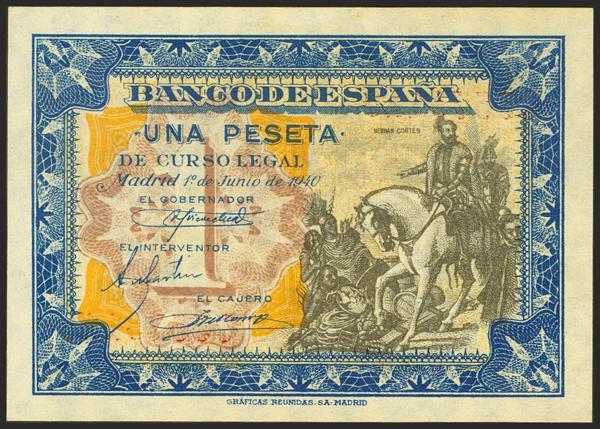 BANCO DE ESPAÑA
·UNA PESETA·
HERNAN CORTES
DE CURSO LEGAL
Madrid 1º de Junio de 1940
EL GOBERNADOR
EL INTERVENTOR
EL CAJERO
1
GRÁFICAS REUNIDAS. S.A. MADRID